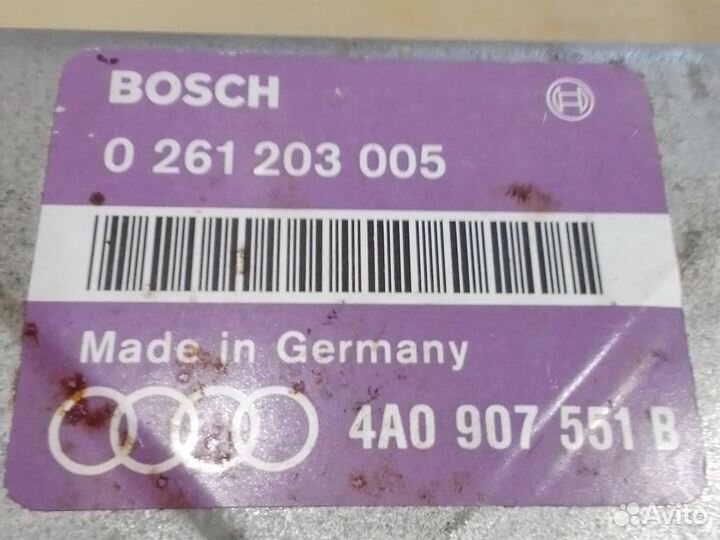 BOSCH
0 261 203 005
Made in Germany
4A0 907 551 B
Avito